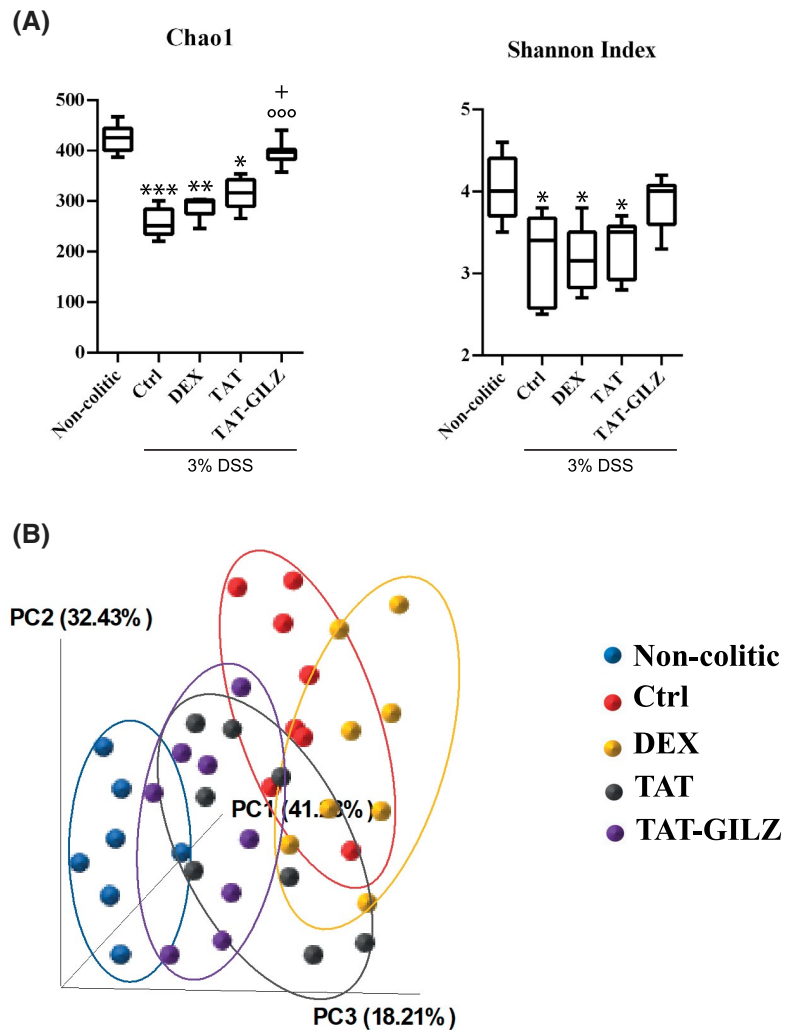 (A)
Chao1
500
400
300
200
100
0
***
**
*
+
°°°
Non-colitic
Ctrl
DEX
TAT
TAT-GILZ
3% DSS
Shannon Index
5
4
3
2
*
*
*
Non-colitic
Ctrl
DEX
TAT
TAT-GILZ
3% DSS
(B)
PC2 (32.43%)
PC1
PC3 (18.21%)
Non-colitic
Ctrl
DEX
TAT
TAT-GILZ